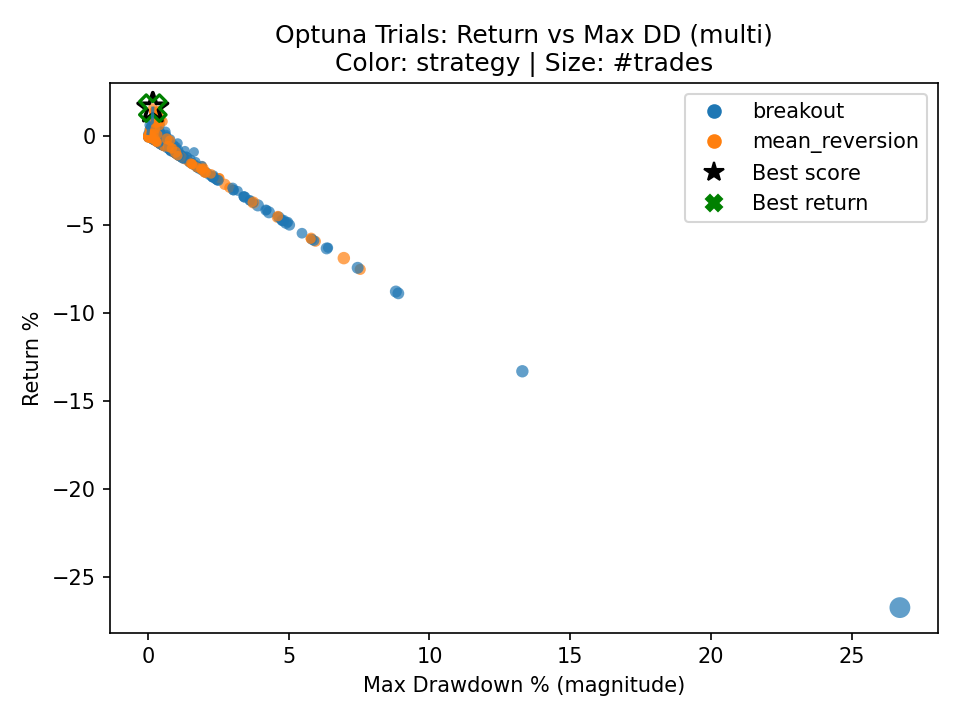 Optuna Trials: Return vs Max DD (multi)
Color: strategy | Size: #trades
breakout
mean_reversion
Best score
Best return
0
−5
−10
−15
−20
−25
Return %
0 5 10 15 20 25
Max Drawdown % (magnitude)